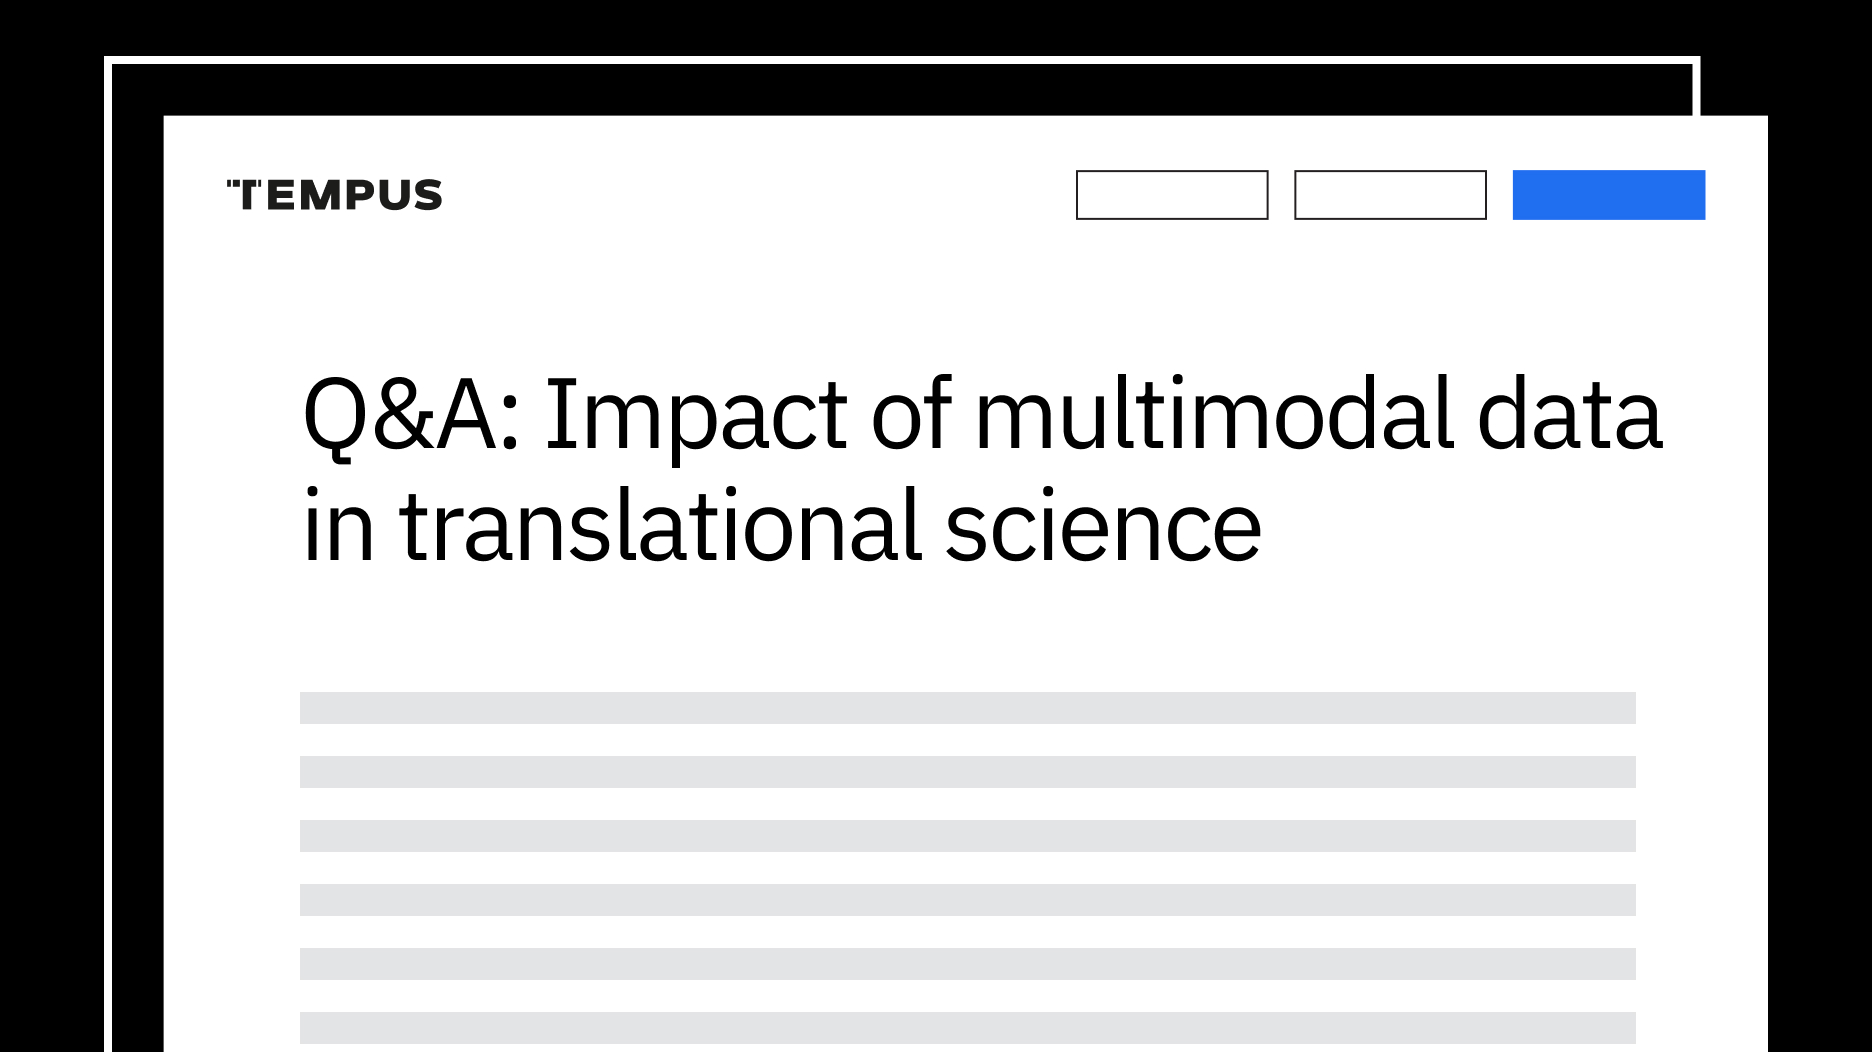 TEMPUS
Q&A: Impact of multimodal data
in translational science